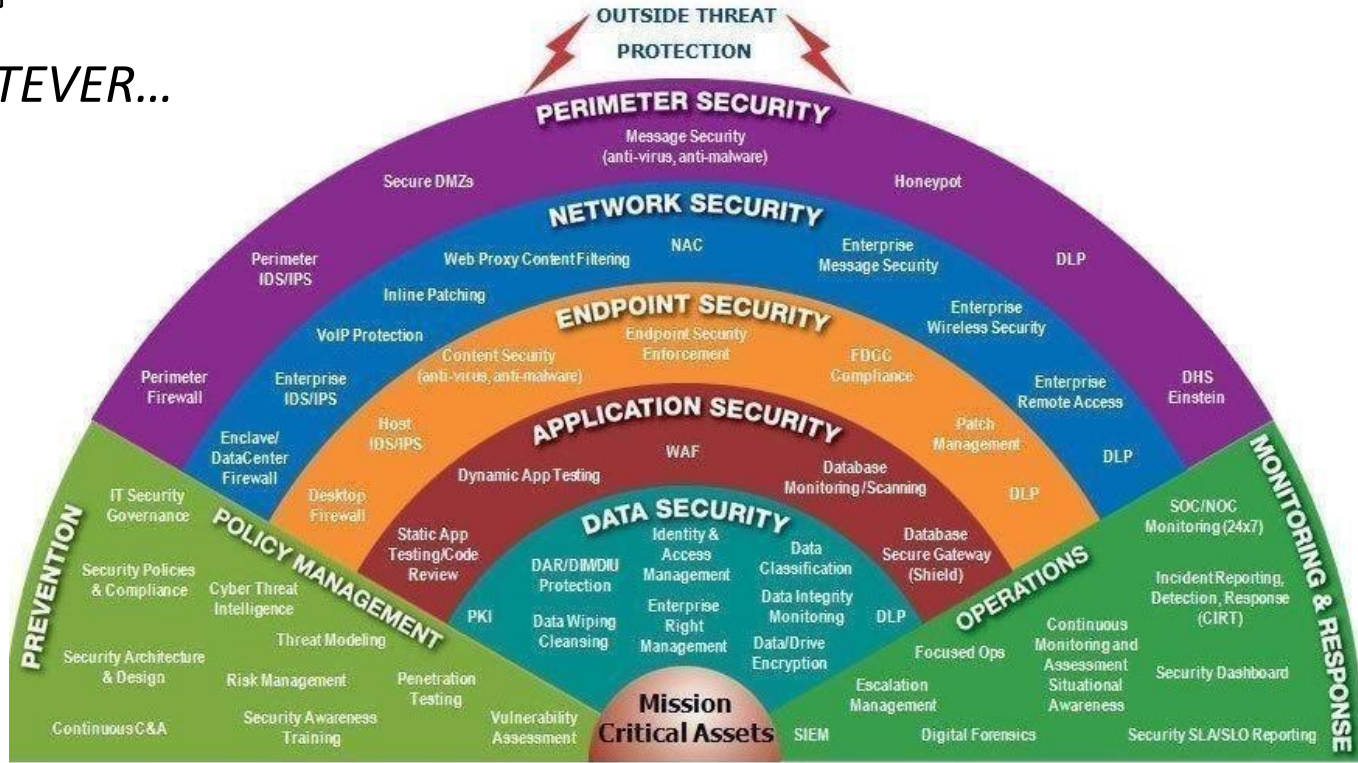 TEVER…
OUTSIDE THREAT
PROTECTION
PERIMETER SECURITY
Message Security
(anti-virus, anti-malware)
Secure DMZs
Honeypot
Perimeter
IDS/IPS
DLP
Perimeter
Firewall
DHS
Einstein
NETWORK SECURITY
NAC
Web Proxy Content Filtering
Enterprise
Message Security
Inline Patching
Enterprise
Wireless Security
VoIP Protection
Enterprise
IDS/IPS
Enterprise
Remote Access
Enclave/
DataCenter
Firewall
DLP
ENDPOINT SECURITY
Endpoint Security
Enforcement
Content Security
(anti-virus, anti-malware)
FDCC
Compliance
Host
IDS/IPS
Patch
Management
Desktop
Firewall
DLP
APPLICATION SECURITY
WAF
Dynamic App Testing
Database
Monitoring/Scanning
Static App
Testing/Code
Review
Database
Secure Gateway
(Shield)
DATA SECURITY
Identity &
Access
Management
DAR/DIM/DIU
Protection
Data
Classification
PKI
Data Wiping
Cleansing
Enterprise
Right
Management
Data Integrity
Monitoring
DLP
Data/Drive
Encryption
Mission
Critical Assets
PREVENTION
POLICY MANAGEMENT
IT Security
Governance
Security Policies
& Compliance
Cyber Threat
Intelligence
Threat Modeling
Security Architecture
& Design
Risk Management
Penetration
Testing
Continuous C&A
Security Awareness
Training
Vulnerability
Assessment
OPERATIONS
MONITORING & RESPONSE
SOC/NOC
Monitoring (24x7)
Incident Reporting,
Detection, Response
(CIRT)
Focused Ops
Continuous
Monitoring and
Assessment
Situational
Awareness
Security Dashboard
Escalation
Management
SIEM
Digital Forensics
Security SLA/SLO Reporting